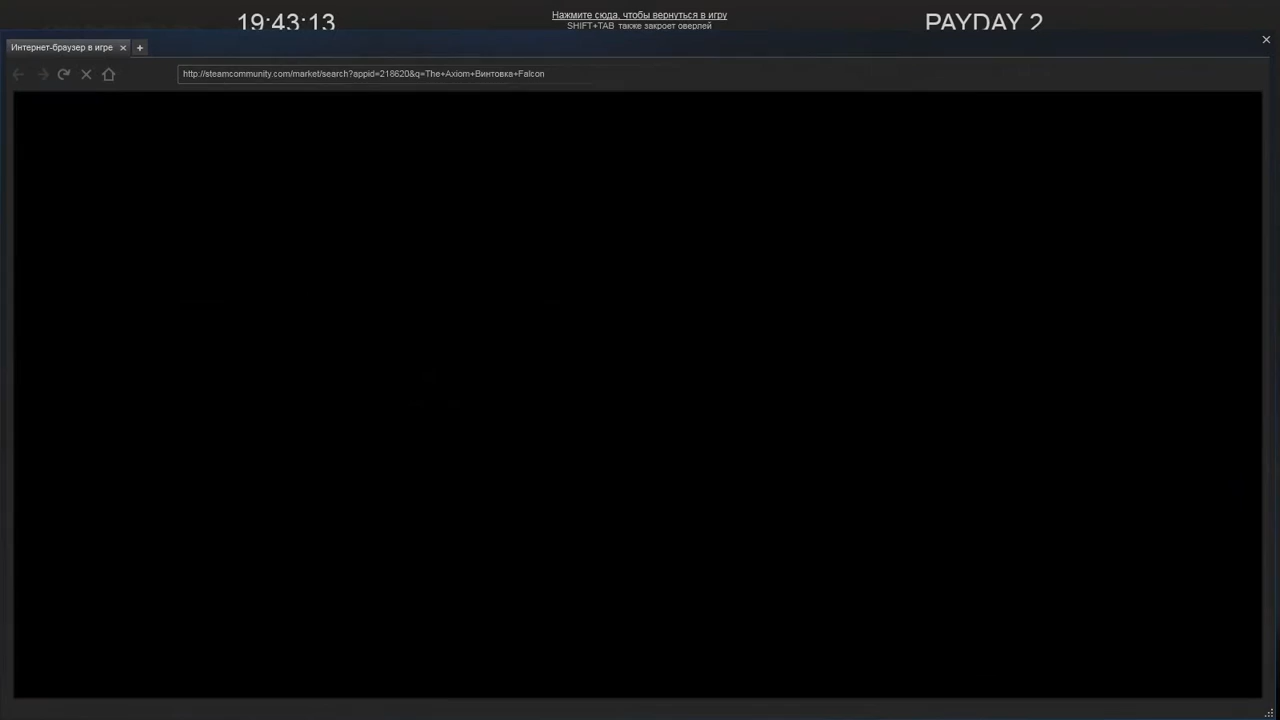 19:43:13
Нажмите сюда, чтобы вернуться в игру
SHIFT+TAB также закроет оверлей
PAYDAY 2
Интернет-браузер в игре
http://steamcommunity.com/market/search?appid=218620&q=The+Axiom+Винтовка+Falcon